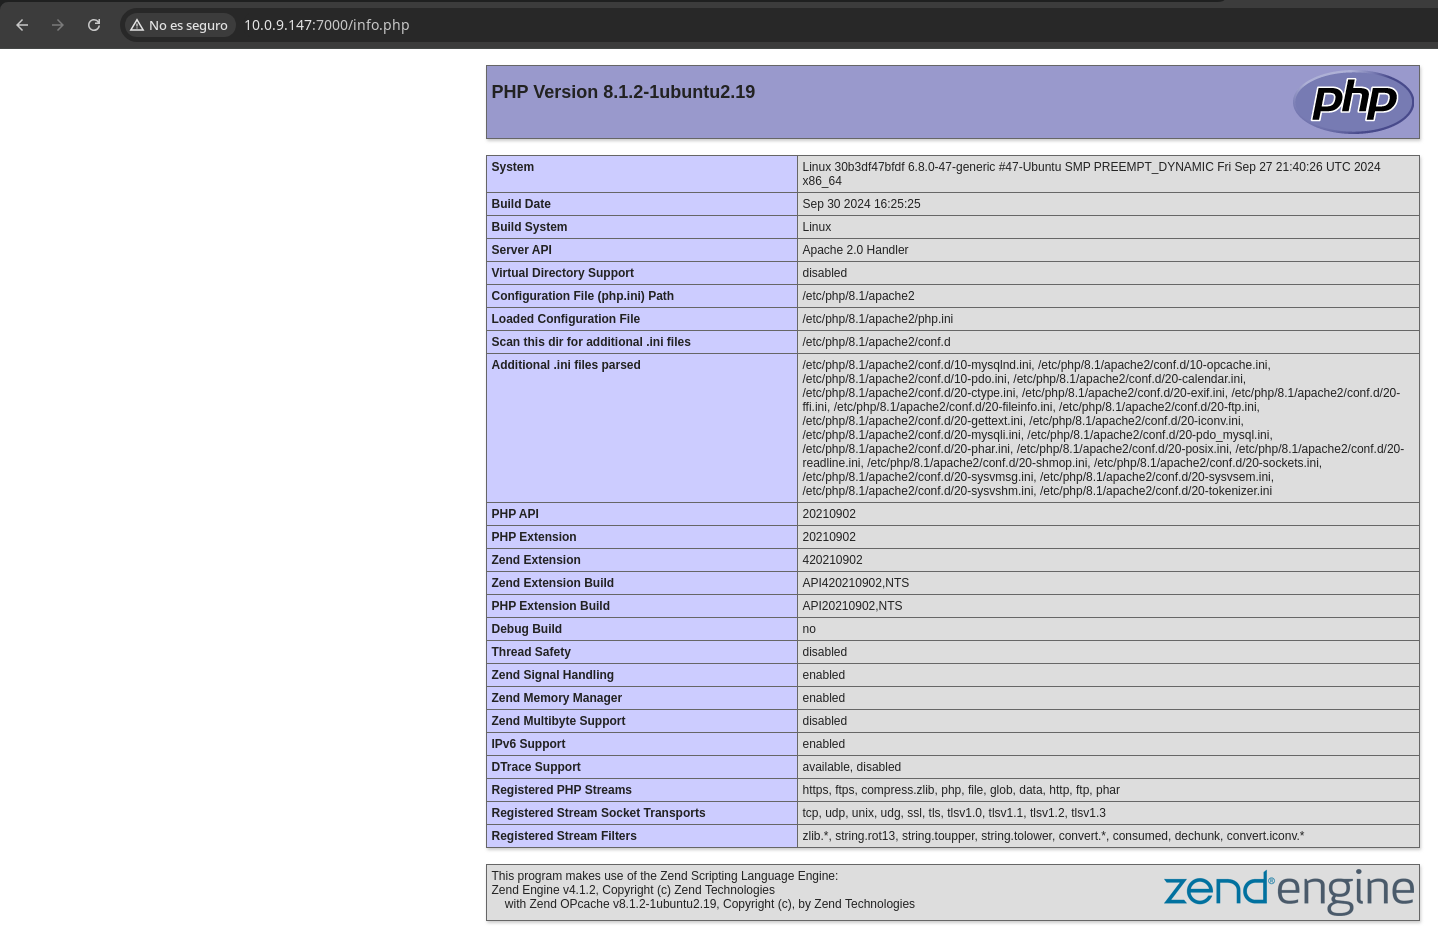 No es seguro 10.0.9.147:7000/info.php
PHP Version 8.1.2-1ubuntu2.19
php
System Linux 30b3df47bfdf 6.8.0-47-generic #47-Ubuntu SMP PREEMPT_DYNAMIC Fri Sep 27 21:40:26 UTC 2024
x86_64
Build Date Sep 30 2024 16:25:25
Build System Linux
Server API Apache 2.0 Handler
Virtual Directory Support disabled
Configuration File (php.ini) Path /etc/php/8.1/apache2
Loaded Configuration File /etc/php/8.1/apache2/php.ini
Scan this dir for additional .ini files /etc/php/8.1/apache2/conf.d
Additional .ini files parsed /etc/php/8.1/apache2/conf.d/10-mysqlnd.ini, /etc/php/8.1/apache2/conf.d/10-opcache.ini,
/etc/php/8.1/apache2/conf.d/10-pdo.ini, /etc/php/8.1/apache2/conf.d/20-calendar.ini,
/etc/php/8.1/apache2/conf.d/20-ctype.ini, /etc/php/8.1/apache2/conf.d/20-exif.ini, /etc/php/8.1/apache2/conf.d/20-
ffi.ini, /etc/php/8.1/apache2/conf.d/20-fileinfo.ini, /etc/php/8.1/apache2/conf.d/20-ftp.ini,
/etc/php/8.1/apache2/conf.d/20-gettext.ini, /etc/php/8.1/apache2/conf.d/20-iconv.ini,
/etc/php/8.1/apache2/conf.d/20-mysqli.ini, /etc/php/8.1/apache2/conf.d/20-pdo_mysql.ini,
/etc/php/8.1/apache2/conf.d/20-phar.ini, /etc/php/8.1/apache2/conf.d/20-posix.ini, /etc/php/8.1/apache2/conf.d/20-
readline.ini, /etc/php/8.1/apache2/conf.d/20-shmop.ini, /etc/php/8.1/apache2/conf.d/20-sockets.ini,
/etc/php/8.1/apache2/conf.d/20-sysvmsg.ini, /etc/php/8.1/apache2/conf.d/20-sysvsem.ini,
/etc/php/8.1/apache2/conf.d/20-sysvshm.ini, /etc/php/8.1/apache2/conf.d/20-tokenizer.ini
PHP API 20210902
PHP Extension 20210902
Zend Extension 420210902
Zend Extension Build API420210902,NTS
PHP Extension Build API20210902,NTS
Debug Build no
Thread Safety disabled
Zend Signal Handling enabled
Zend Memory Manager enabled
Zend Multibyte Support disabled
IPv6 Support enabled
DTrace Support available, disabled
Registered PHP Streams https, ftps, compress.zlib, php, file, glob, data, http, ftp, phar
Registered Stream Socket Transports tcp, udp, unix, udg, ssl, tls, tlsv1.0, tlsv1.1, tlsv1.2, tlsv1.3
Registered Stream Filters zlib.*, string.rot13, string.toupper, string.tolower, convert.*, consumed, dechunk, convert.iconv.*
This program makes use of the Zend Scripting Language Engine:
Zend Engine v4.1.2, Copyright (c) Zend Technologies
with Zend OPcache v8.1.2-1ubuntu2.19, Copyright (c), by Zend Technologies
zend® engine